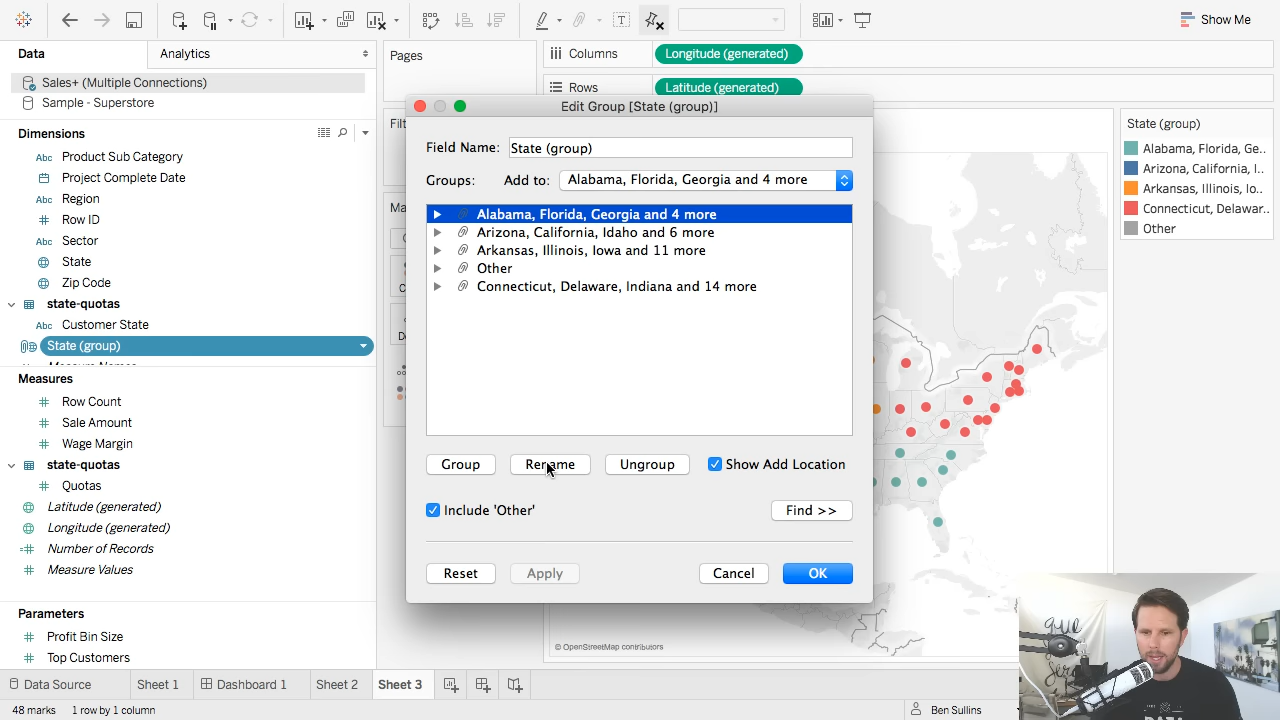 Show Me
Data
Analytics
Sales+ (Multiple Connections)
Sample - Superstore
Dimensions
Abc Product Sub Category
Project Complete Date
Abc Region
Row ID
Abc Sector
State
Zip Code
state-quotas
Abc Customer State
State (group)
Measures
Row Count
Sale Amount
Wage Margin
state-quotas
Quotas
Latitude (generated)
Longitude (generated)
Number of Records
Measure Values
Parameters
Profit Bin Size
Top Customers
Pages
Columns
Longitude (generated)
Rows
Latitude (generated)
Edit Group [State (group)]
Field Name: State (group)
Groups: Add to: Alabama, Florida, Georgia and 4 more
Alabama, Florida, Georgia and 4 more
Arizona, California, Idaho and 6 more
Arkansas, Illinois, Iowa and 11 more
Other
Connecticut, Delaware, Indiana and 14 more
Group
Rename
Ungroup
Show Add Location
Include 'Other'
Find >>
Reset
Apply
Cancel
OK
State (group)
Alabama, Florida, Ge..
Arizona, California, I..
Arkansas, Illinois, Io..
Connecticut, Delawar..
Other
© OpenStreetMap contributors
Data Source
Sheet 1
Dashboard 1
Sheet 2
Sheet 3
48 marks
1 row by 1 column
Ben Sullins